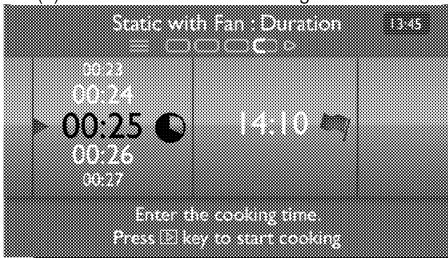 Static with Fan : Duration
13:45
00:23
00:24
00:25
14:10
00:26
00:27
Enter the cooking time.
Press key to start cooking